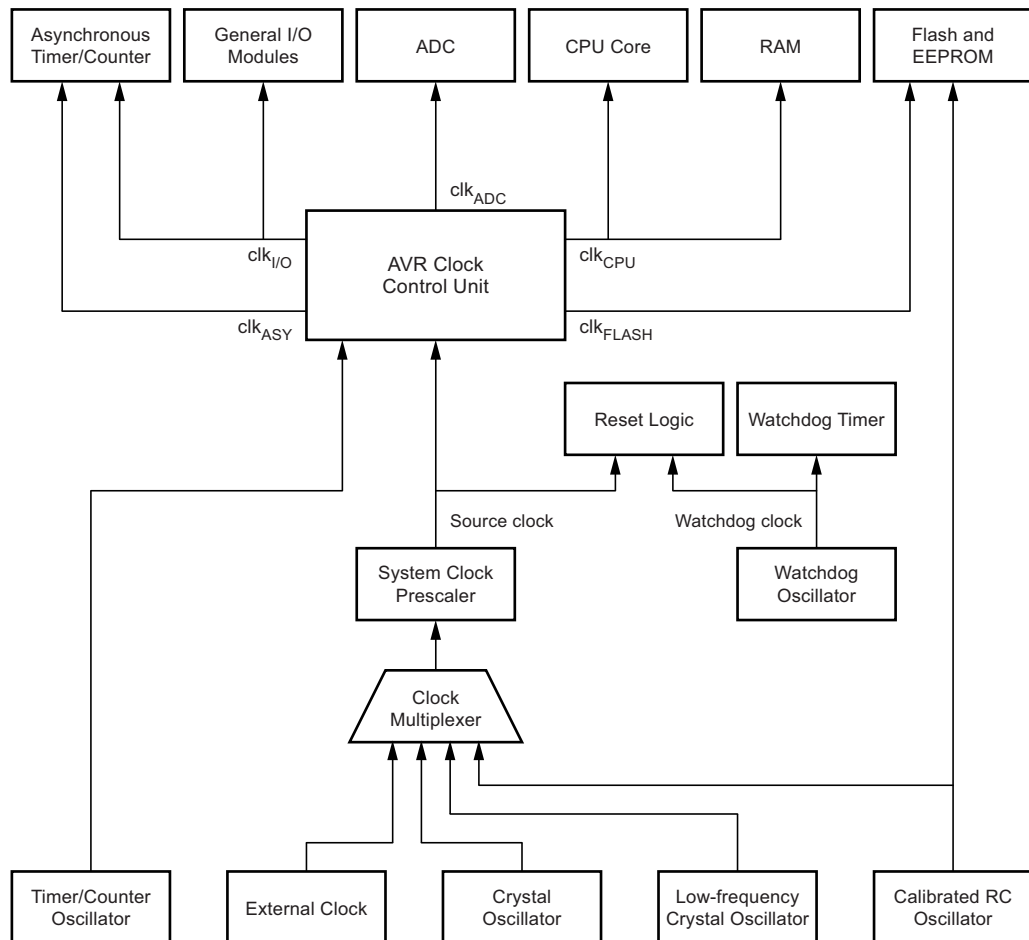 Asynchronous
Timer/Counter
General I/O
Modules
ADC
CPU Core
RAM
Flash and
EEPROM
clkADC
clkI/O
AVR Clock
Control Unit
clkCPU
clkASY
clkFLASH
Reset Logic
Watchdog Timer
Source clock
Watchdog clock
System Clock
Prescaler
Watchdog
Oscillator
Clock
Multiplexer
Timer/Counter
Oscillator
External Clock
Crystal
Oscillator
Low-frequency
Crystal Oscillator
Calibrated RC
Oscillator